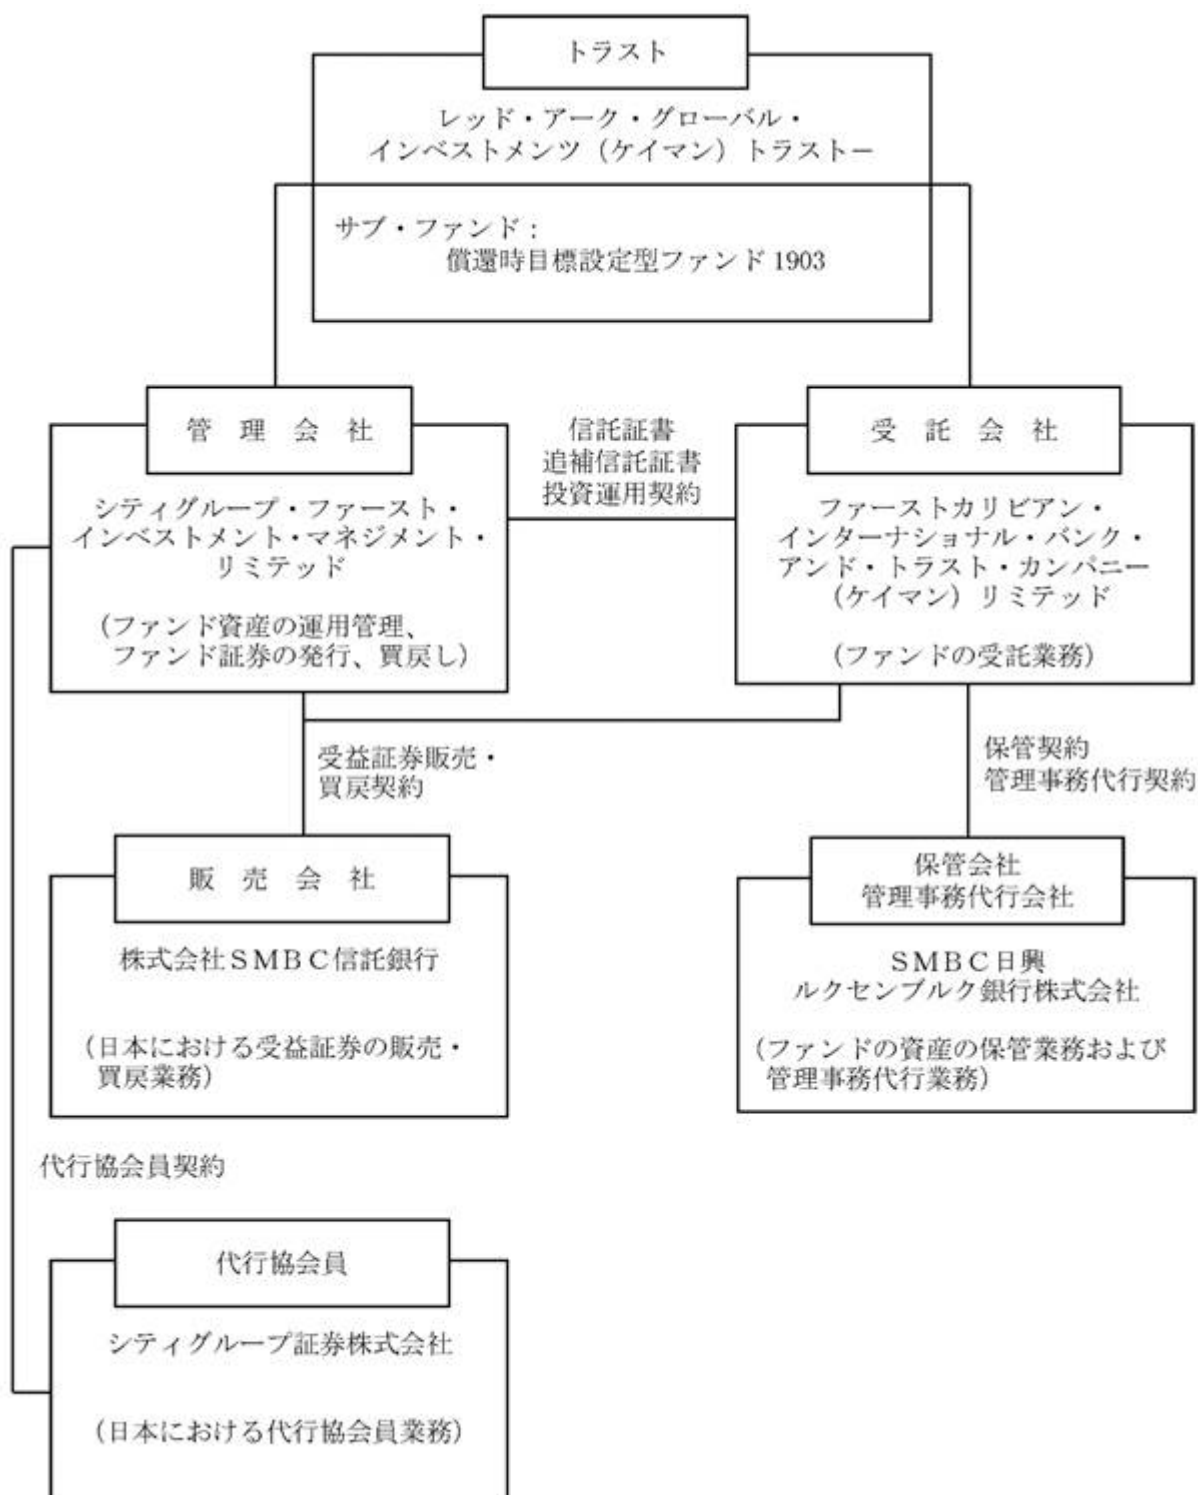 トラスト
レッド・アーク・グローバル・
インベストメンツ（ケイマン）トラスト－
サブ・ファンド：
償還時目標設定型ファンド 1903
管　理　会　社
シティグループ・ファースト・
インベストメント・マネジメント・
リミテッド
（ファンド資産の運用管理、
ファンド証券の発行、買戻し）
信託証書
追補信託証書
投資運用契約
受　託　会　社
ファーストカリビアン・
インターナショナル・バンク・
アンド・トラスト・カンパニー
（ケイマン）リミテッド
（ファンドの受託業務）
受益証券販売・
買戻契約
保管契約
管理事務代行契約
販　売　会　社
株式会社ＳＭＢＣ信託銀行
（日本における受益証券の販売・
買戻業務）
保管会社
管理事務代行会社
ＳＭＢＣ日興
ルクセンブルク銀行株式会社
（ファンドの資産の保管業務および
管理事務代行業務）
代行協会員契約
代行協会員
シティグループ証券株式会社
（日本における代行協会員業務）